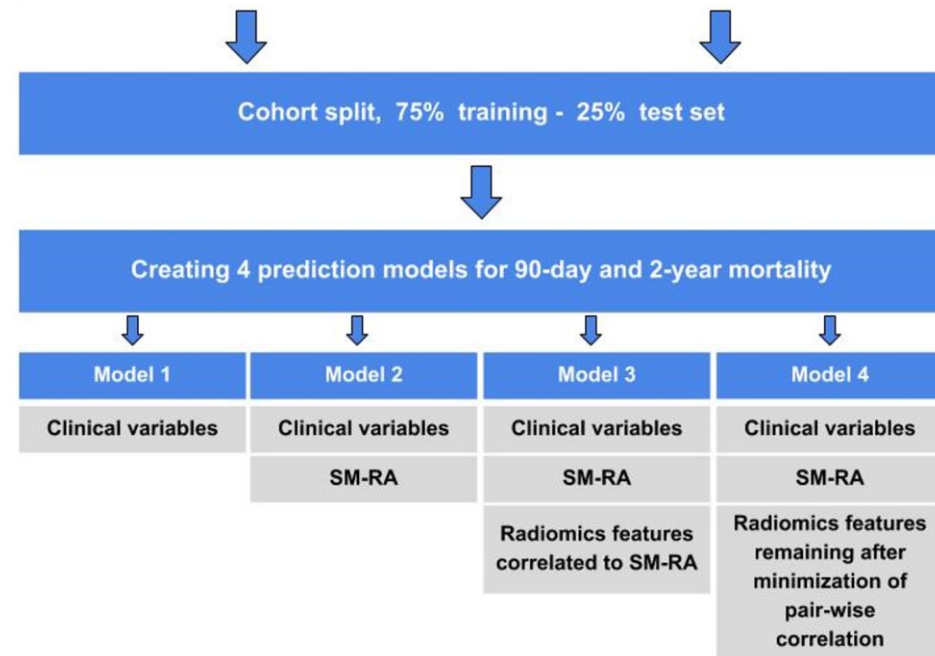 Cohort split, 75% training - 25% test set
Creating 4 prediction models for 90-day and 2-year mortality
Model 1
Model 2
Model 3
Model 4
Clinical variables
Clinical variables
Clinical variables
Clinical variables
SM-RA
SM-RA
SM-RA
Radiomics features
correlated to SM-RA
Radiomics features
remaining after
minimization of
pair-wise
correlation